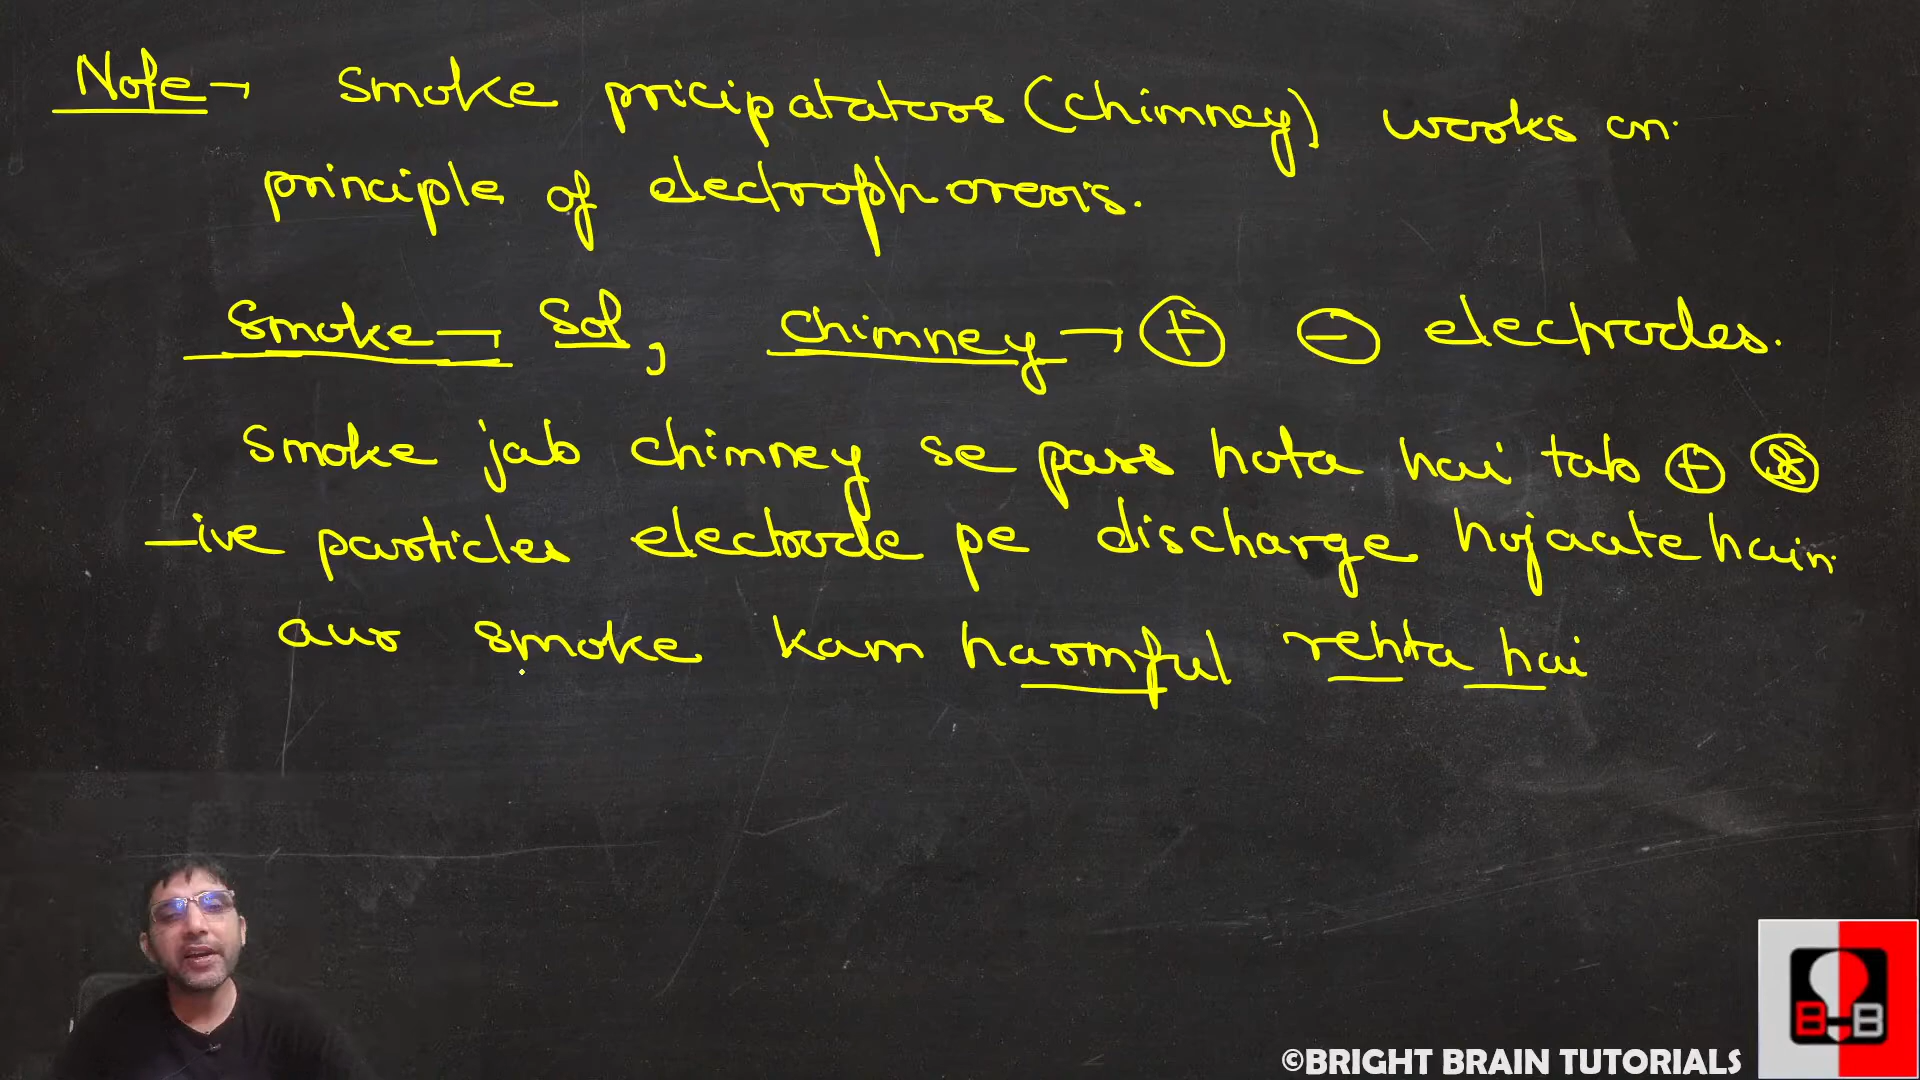 Note → Smoke pricipatators (chimney) works on
principle of electrophoresis.
Smoke → Sol, Chimney → + - electrodes.
Smoke jab chimney se pass hota hai tab + &
-ive particles electrode pe discharge hojaate hain.
aur smoke kam harmful rehta hai
B-B
©BRIGHT BRAIN TUTORIALS